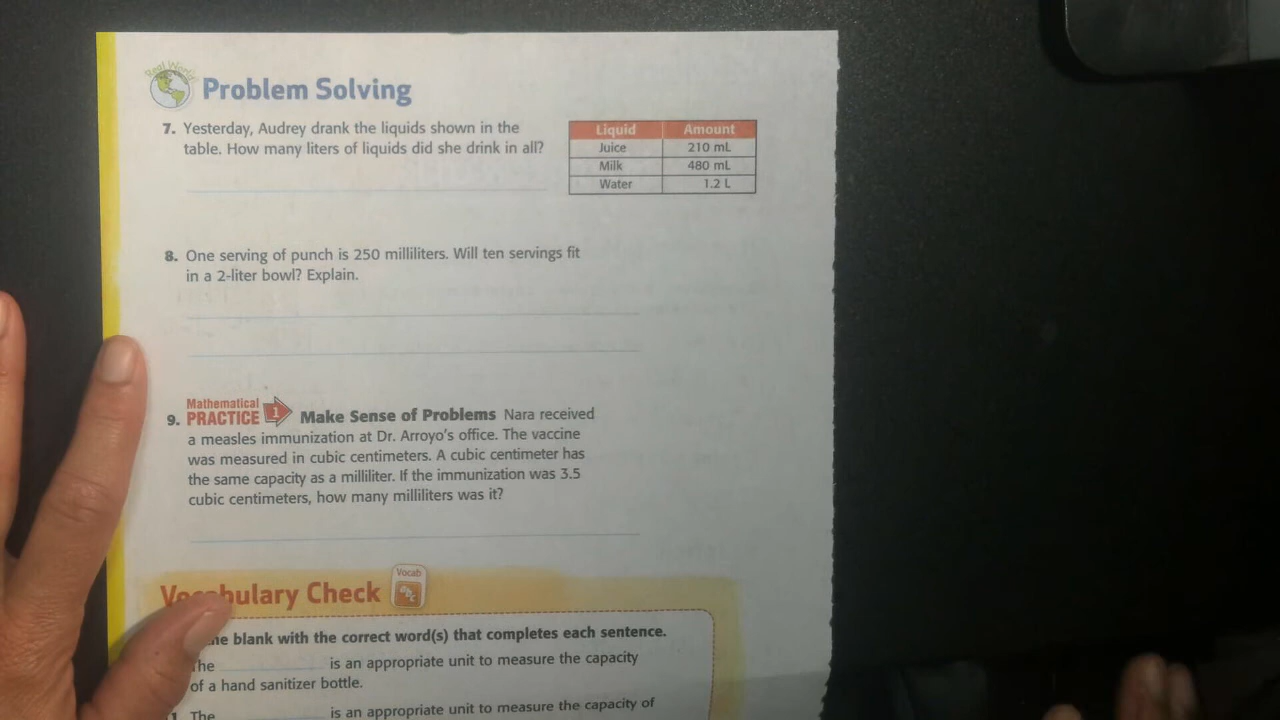 Real World
Problem Solving
7. Yesterday, Audrey drank the liquids shown in the
table. How many liters of liquids did she drink in all?
Liquid Amount
Juice 210 mL
Milk 480 mL
Water 1.2 L
8. One serving of punch is 250 milliliters. Will ten servings fit
in a 2-liter bowl? Explain.
Mathematical
9. PRACTICE 1 Make Sense of Problems Nara received
a measles immunization at Dr. Arroyo's office. The vaccine
was measured in cubic centimeters. A cubic centimeter has
the same capacity as a milliliter. If the immunization was 3.5
cubic centimeters, how many milliliters was it?
Vocabulary Check Vocab
blank with the correct word(s) that completes each sentence.
is an appropriate unit to measure the capacity
of a hand sanitizer bottle.
The is an appropriate unit to measure the capacity of